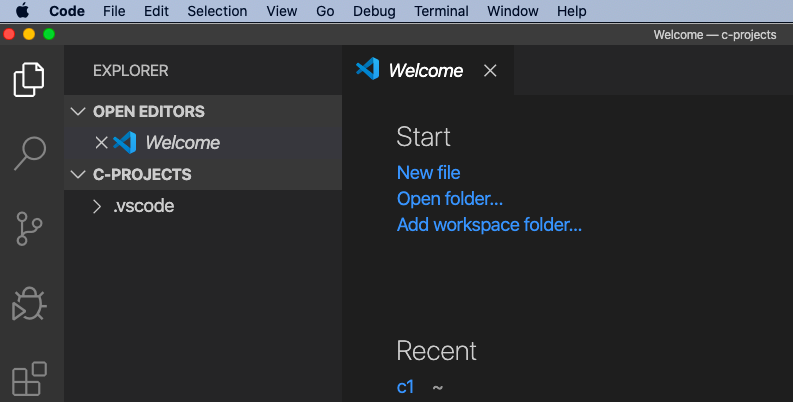 Code File Edit Selection View Go Debug Terminal Window Help
Welcome — c-projects
EXPLORER
OPEN EDITORS
Welcome
C-PROJECTS
.vscode
Welcome
Start
New file
Open folder...
Add workspace folder...
Recent
c1 ~